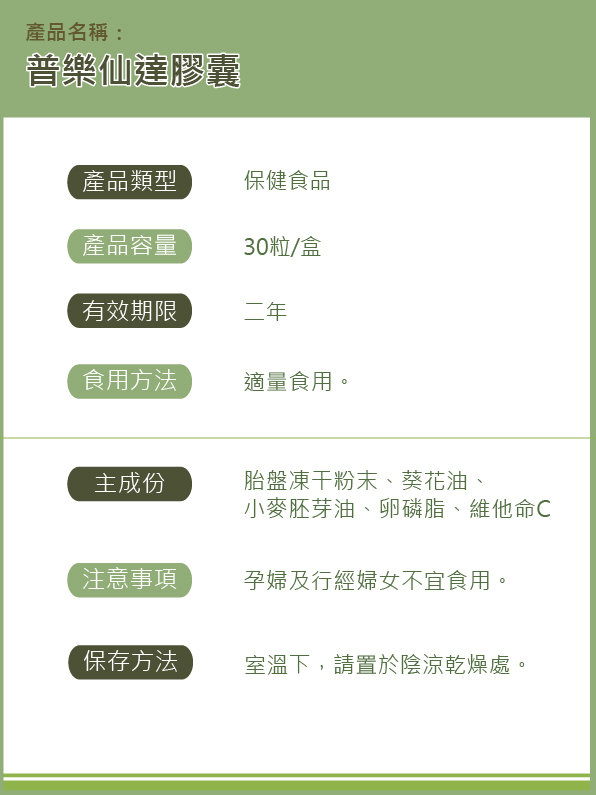 產品名稱：
普樂仙達膠囊
產品類型 保健食品
產品容量 30粒/盒
有效期限 二年
食用方法 適量食用。
主成份 胎盤凍干粉末、葵花油、
小麥胚芽油、卵磷脂、維他命C
注意事項 孕婦及行經婦女不宜食用。
保存方法 室溫下，請置於陰涼乾燥處。